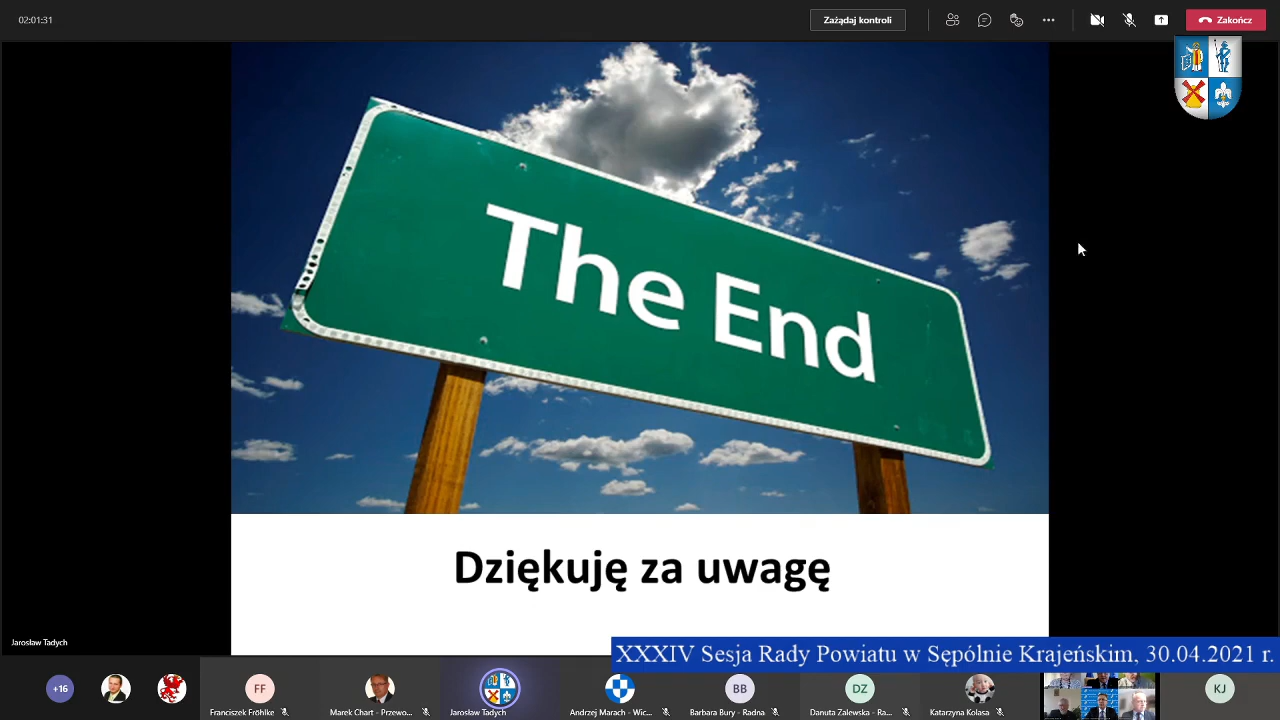 02:01:31
Zażądaj kontroli
Zakończ
The End
Dziękuję za uwagę
Jarosław Tadych
XXXIV Sesja Rady Powiatu w Sępólnie Krajeńskim, 30.04.2021 r.
+16
FF
BB
DZ
KJ
Franciszek Fröhlke
Marek Chart - Przewo...
Jarosław Tadych
Andrzej Marach - Wic...
Barbara Bury - Radna
Danuta Zalewska - Ra...
Katarzyna Kolasa